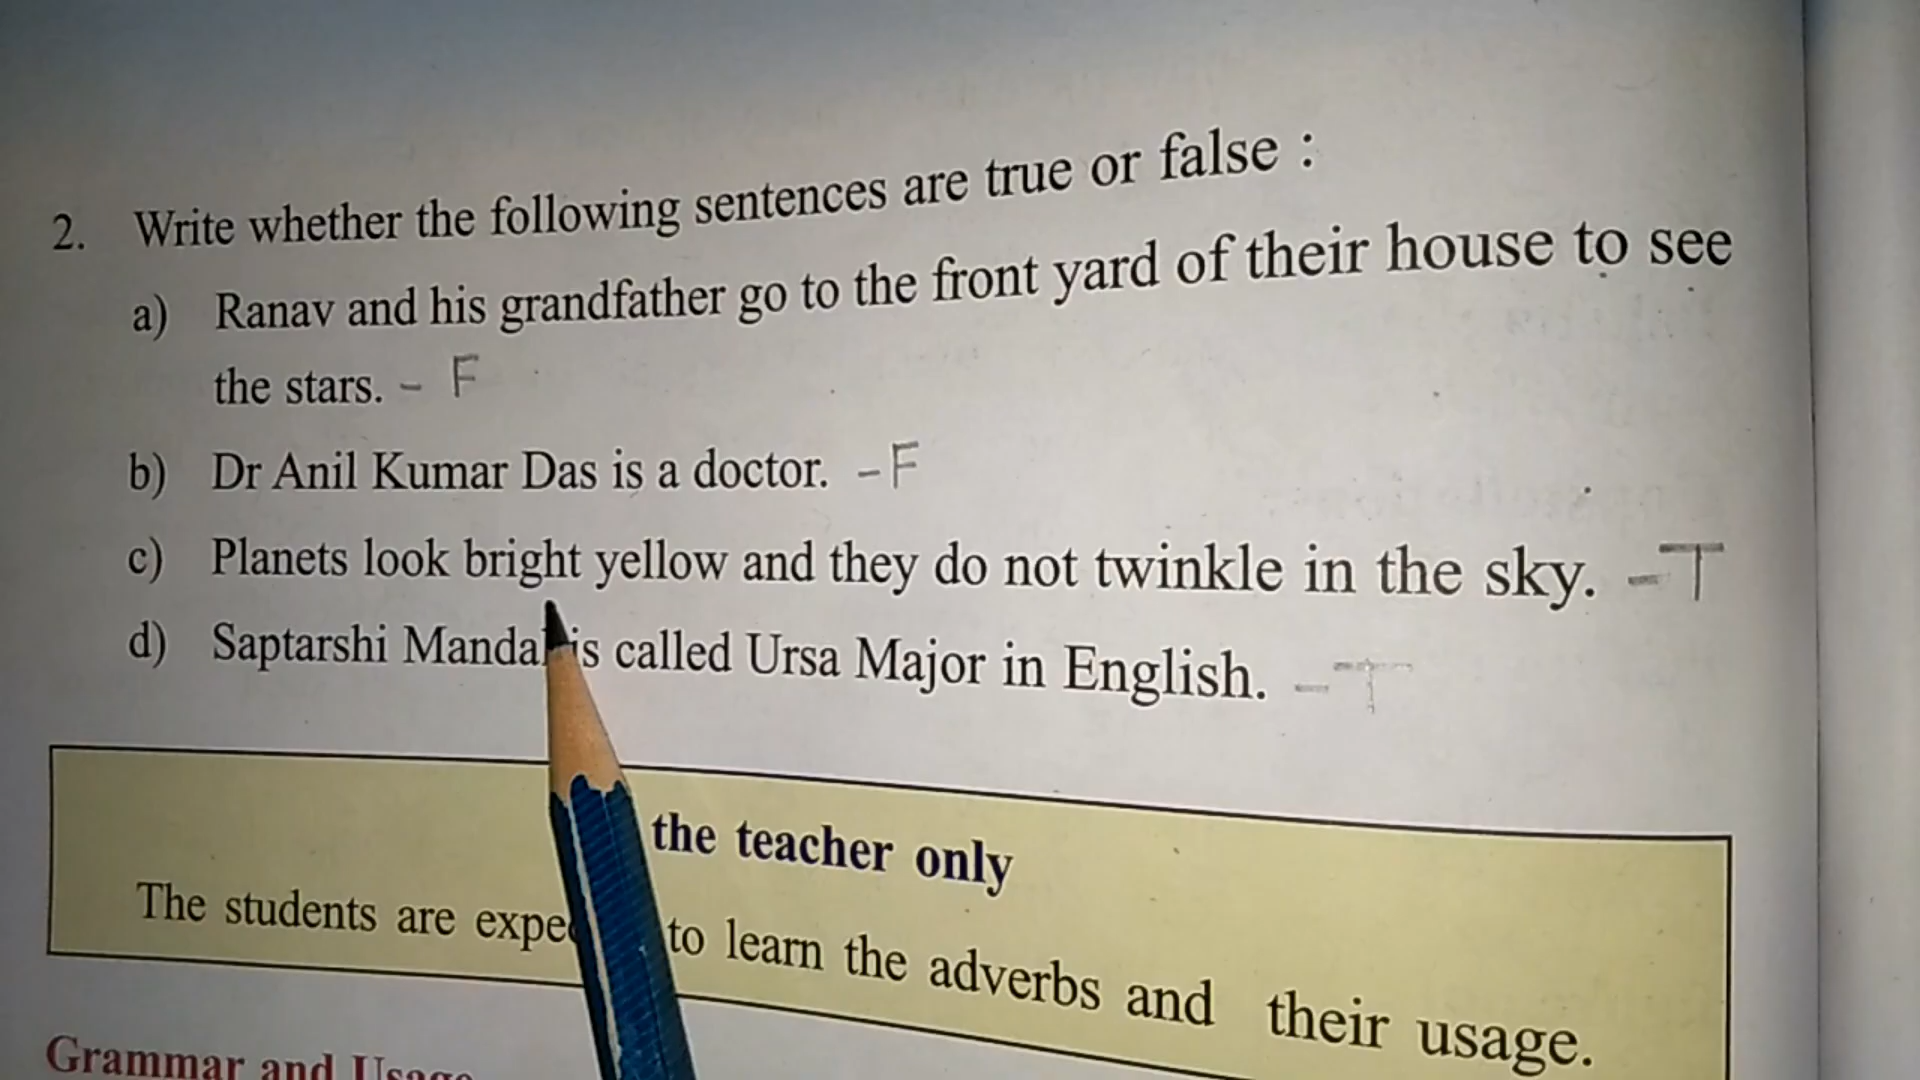 2. Write whether the following sentences are true or false :
a) Ranav and his grandfather go to the front yard of their house to see
the stars. - F
b) Dr Anil Kumar Das is a doctor. - F
c) Planets look bright yellow and they do not twinkle in the sky. - T
d) Saptarshi Mandal is called Ursa Major in English. - T
the teacher only
The students are to learn the adverbs and their usage.
Grammar and Usage